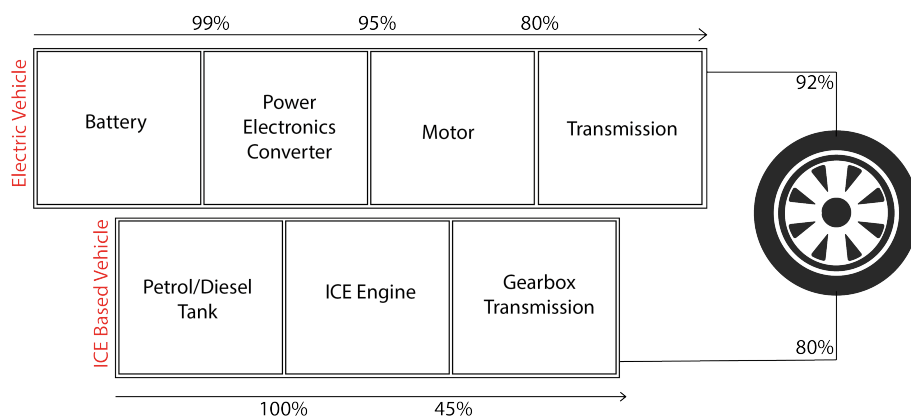 99% 95% 80%
Electric Vehicle
Battery
Power
Electronics
Converter
Motor
Transmission
92%
ICE Based Vehicle
Petrol/Diesel
Tank
ICE Engine
Gearbox
Transmission
80%
100% 45%